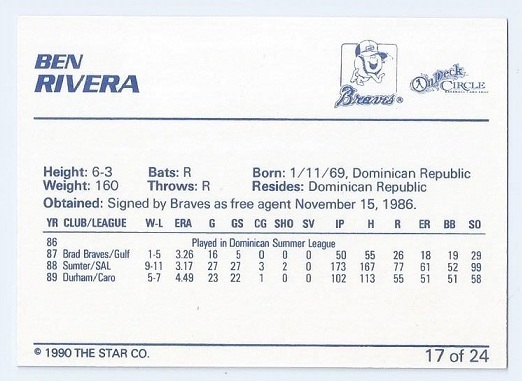 BEN
RIVERA
Braves®
On Deck
CIRCLE
Height: 6-3 Bats: R Born: 1/11/69, Dominican Republic
Weight: 160 Throws: R Resides: Dominican Republic
Obtained: Signed by Braves as free agent November 15, 1986.
YR CLUB/LEAGUE W-L ERA G GS CG SHO SV IP H R ER BB SO
86 Played in Dominican Summer League
87 Brad Braves/Gulf 1-5 3.26 16 5 0 0 0 50 55 26 18 19 29
88 Sumter/SAL 9-11 3.17 27 27 3 2 0 173 167 77 61 52 99
89 Durham/Caro 5-7 4.49 23 22 1 0 0 102 113 55 51 51 58
© 1990 THE STAR CO. 17 of 24